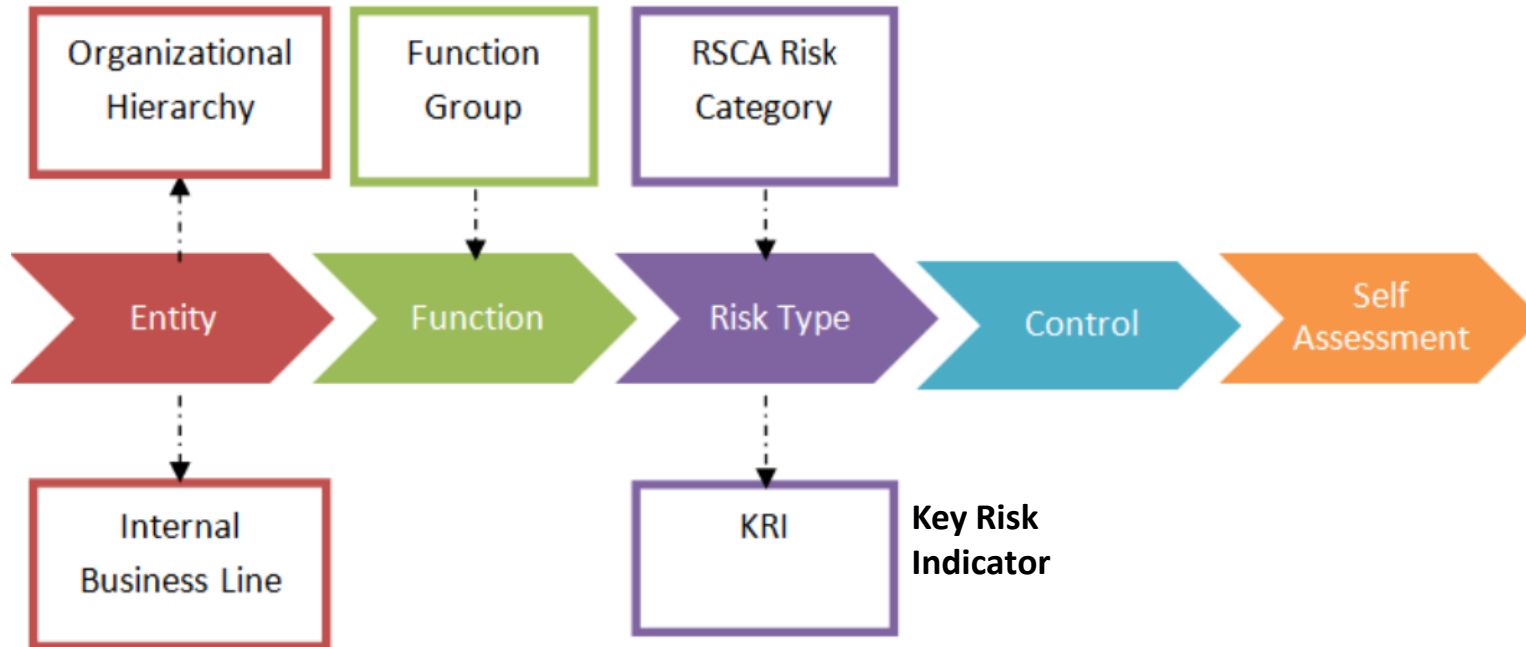 Organizational
Hierarchy
Function
Group
RSCA Risk
Category
Entity
Function
Risk Type
Control
Self
Assessment
Internal
Business Line
KRI
Key Risk
Indicator